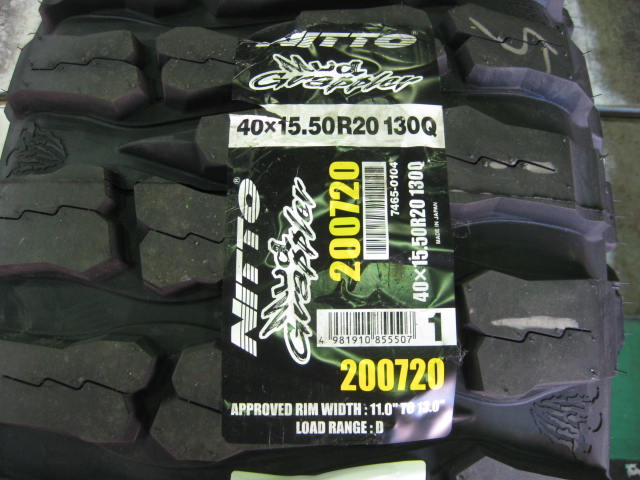 NITTO
Mud
Grappler
40×15.50R20 130Q
NITTO®
Mud
Grappler
200720
7465-0104
40×15.50R20 130Q
MADE IN JAPAN
4 981910 855507
1
200720
APPROVED RIM WIDTH : 11.0" TO 13.0"
LOAD RANGE : D